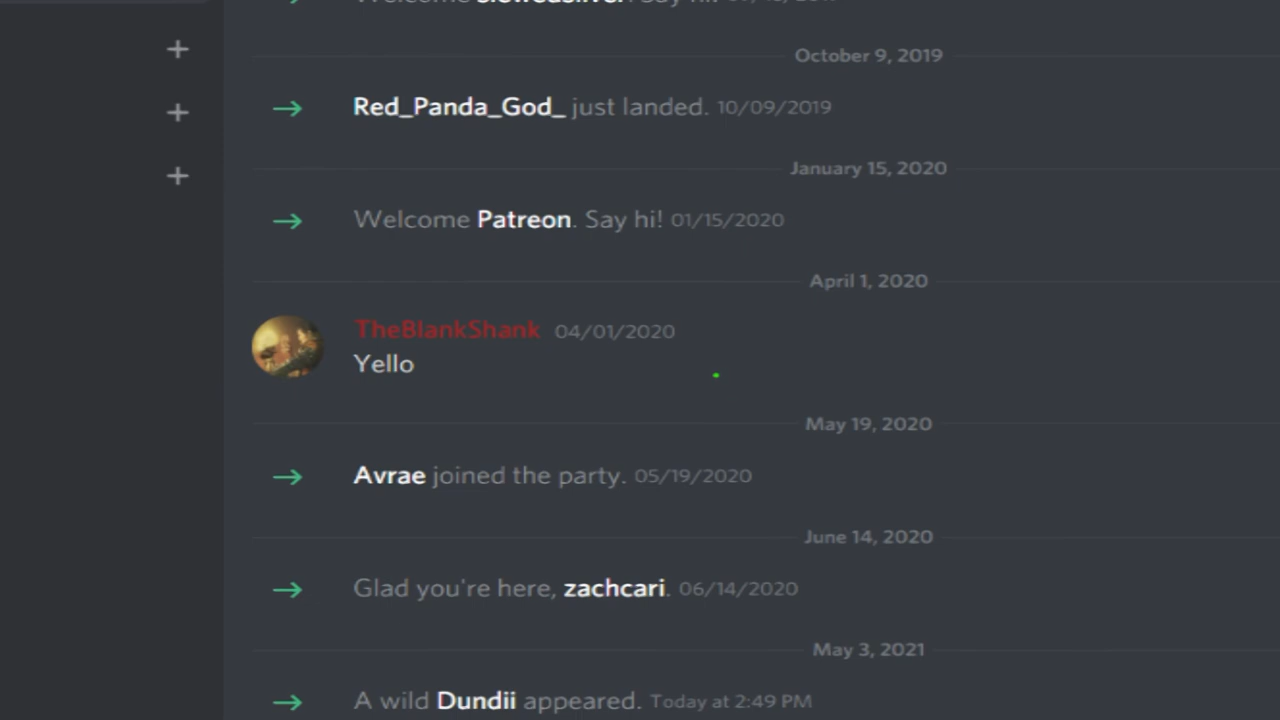 Welcome
Say hi!
October 9, 2019
Red_Panda_God_ just landed. 10/09/2019
January 15, 2020
Welcome Patreon. Say hi! 01/15/2020
April 1, 2020
TheBlankShank 04/01/2020
Yello
May 19, 2020
Avrae joined the party. 05/19/2020
June 14, 2020
Glad you're here, zachcari. 06/14/2020
May 3, 2021
A wild Dundii appeared. Today at 2:49 PM